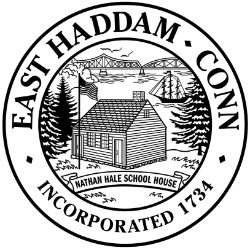 EAST HADDAM • CONN •
NATHAN HALE SCHOOL HOUSE
INCORPORATED 1734 •